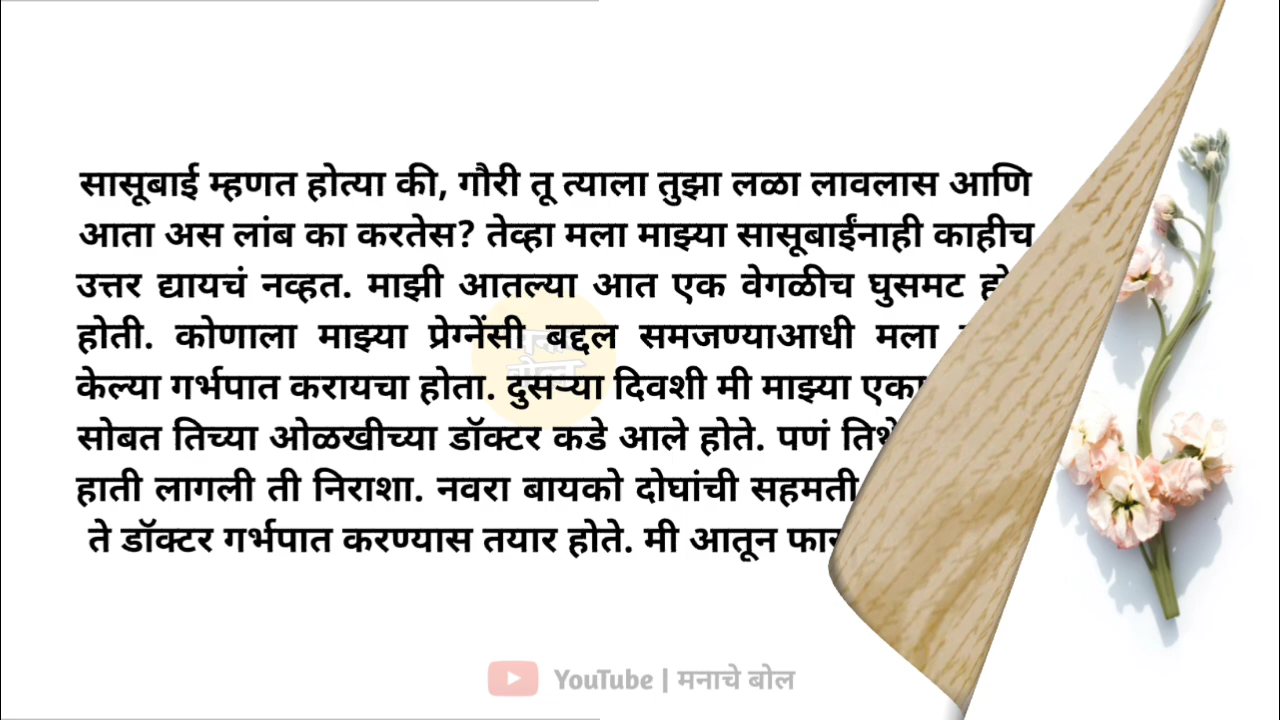 सासूबाई म्हणत होत्या की, गौरी तू त्याला तुझा लळा लावलास आणि
आता अस लांब का करतेस? तेव्हा मला माझ्या सासूबाईंनाही काहीच
उत्तर द्यायचं नव्हत. माझी आतल्या आत एक वेगळीच घुसमट
होती. कोणाला माझ्या प्रेग्नेंसी बद्दल समजण्याआधी मला
केल्या गर्भपात करायचा होता. दुसऱ्या दिवशी मी माझ्या
सोबत तिच्या ओळखीच्या डॉक्टर कडे आले होते. पणं
हाती लागली ती निराशा. नवरा बायको दोघांची सहमती
ते डॉक्टर गर्भपात करण्यास तयार होते. मी आतून
मनाचे बोल
YouTube | मनाचे बोल